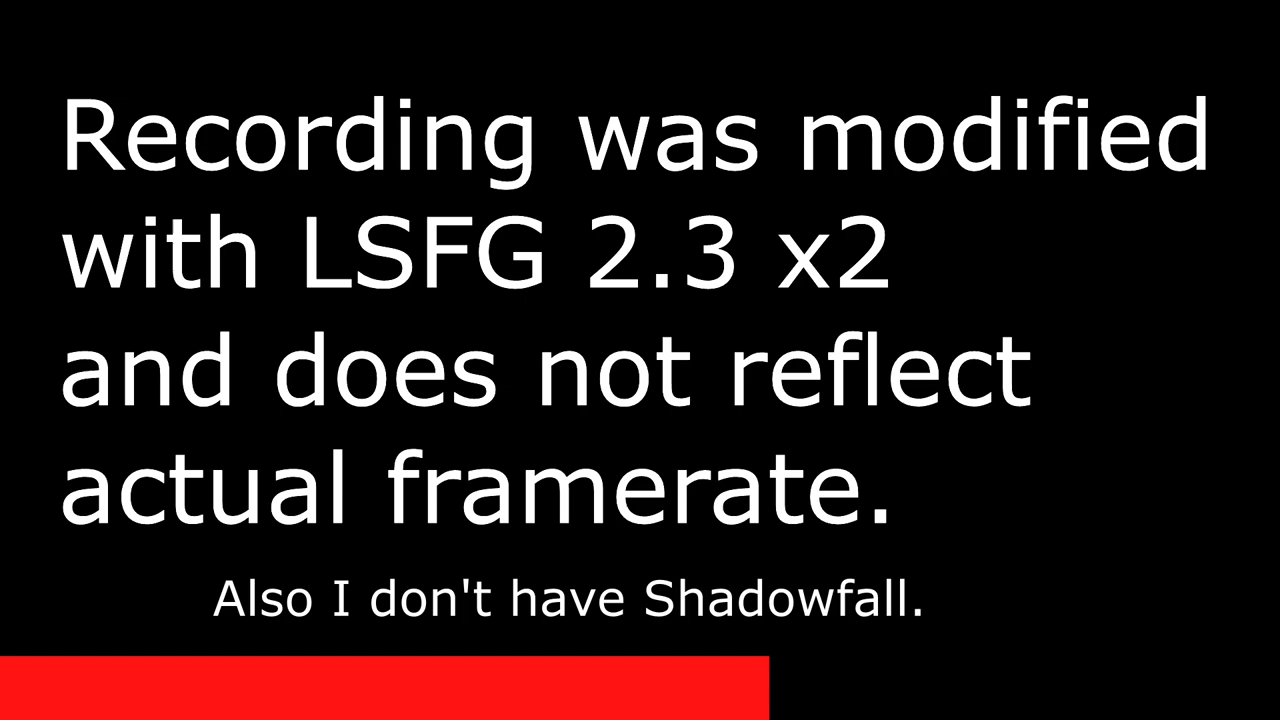 Recording was modified
with LSFG 2.3 x2
and does not reflect
actual framerate.
Also I don't have Shadowfall.